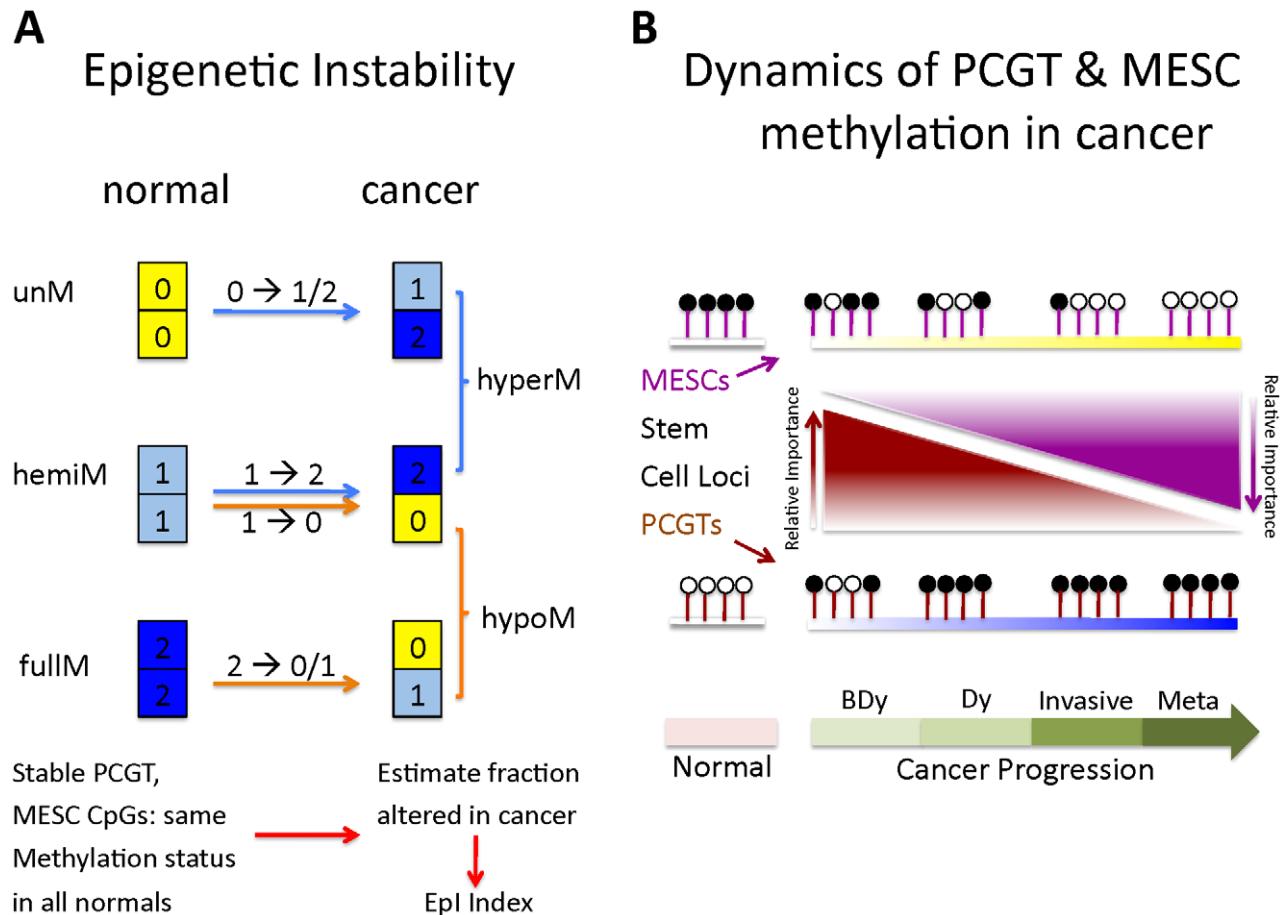 A
Epigenetic Instability
normal
cancer
unM
0
0
0 → 1/2
1
2
hyperM
hemiM
1
1
1 → 2
1 → 0
2
0
hypoM
fullM
2
2
2 → 0/1
0
1
Stable PCGT,
MESC CpGs: same
Methylation status
in all normals
Estimate fraction
altered in cancer
EpI Index
B
Dynamics of PCGT & MESC
methylation in cancer
MESCs
Stem
Cell Loci
PCGTs
Relative Importance
Relative Importance
BDy
Dy
Invasive
Meta
Normal
Cancer Progression